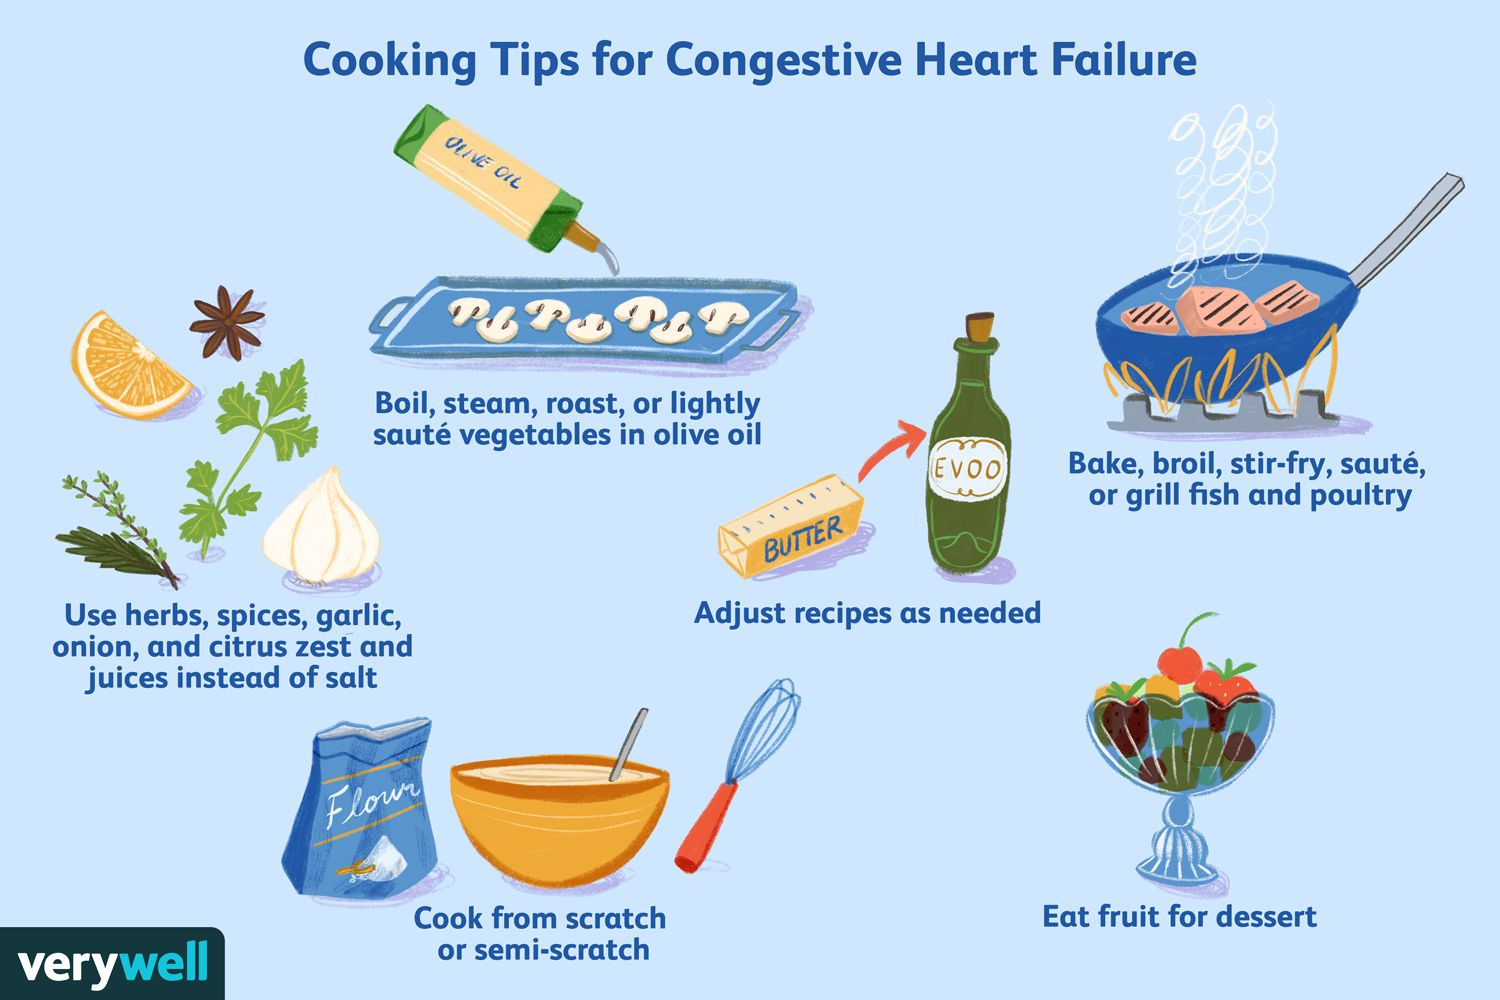 Cooking Tips for Congestive Heart Failure
OLIVE OIL
Boil, steam, roast, or lightly
sauté vegetables in olive oil
Bake, broil, stir-fry, sauté,
or grill fish and poultry
EVOO
BUTTER
Adjust recipes as needed
Use herbs, spices, garlic,
onion, and citrus zest and
juices instead of salt
Flour
Cook from scratch
or semi-scratch
Eat fruit for dessert
verywell